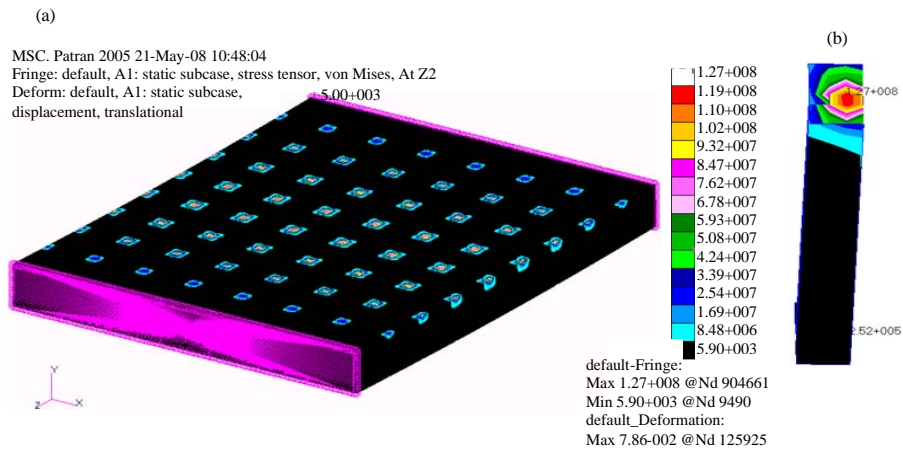 (a)
MSC. Patran 2005 21-May-08 10:48:04
Fringe: default, A1: static subcase, stress tensor, von Mises, At Z2
Deform: default, A1: static subcase,
displacement, translational
5.00+003
1.27+008
1.19+008
1.10+008
1.02+008
9.32+007
8.47+007
7.62+007
6.78+007
5.93+007
5.08+007
4.24+007
3.39+007
2.54+007
1.69+007
8.48+006
5.90+003
default-Fringe:
Max 1.27+008 @Nd 904661
Min 5.90+003 @Nd 9490
default_Deformation:
Max 7.86-002 @Nd 125925
Y
Z
X
(b)
1.27+008
2.52+005